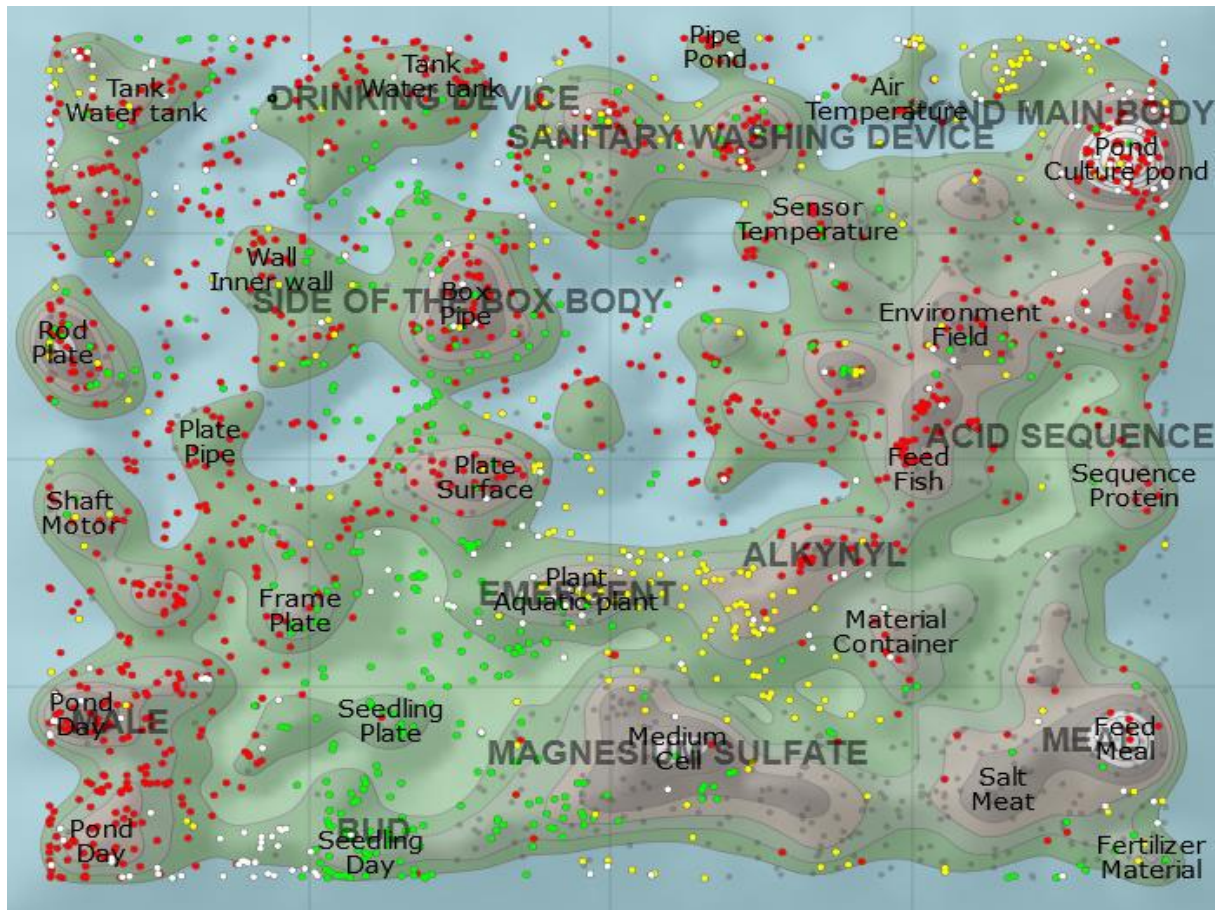 Pipe
Pond
Tank
Water tank
Tank
Water tank
DRINKING DEVICE
Air
Temperature
SANITARY WASHING DEVICE
ND MAIN BODY
Pond
Culture pond
Sensor
Temperature
Wall
Inner wall
SIDE OF THE BOX BODY
Box
Pipe
Environment
Field
Rod
Plate
Plate
Pipe
Plate
Surface
ACID SEQUENCE
Feed
Fish
Sequence
Protein
Shaft
Motor
ALKYNYL
EMERGENT
Plant
Aquatic plant
Frame
Plate
Material
Container
Pond
Day
MALE
Seedling
Plate
MAGNESIUM SULFATE
Medium
Cell
Feed
Meal
Salt
Meat
Pond
Day
BUD
Seedling
Day
Fertilizer
Material